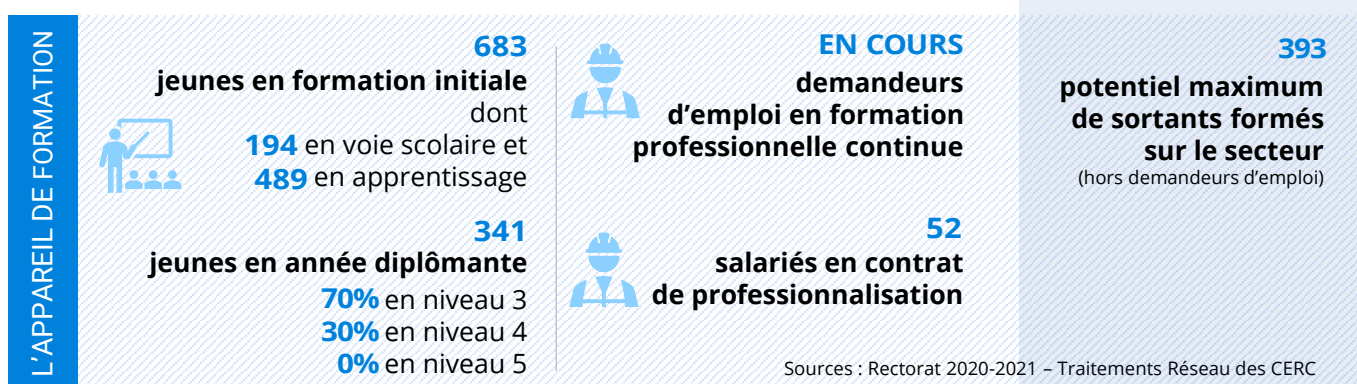 L'APPAREIL DE FORMATION
683
jeunes en formation initiale
dont
194 en voie scolaire et
489 en apprentissage
341
jeunes en année diplômante
70% en niveau 3
30% en niveau 4
0% en niveau 5
EN COURS
demandeurs
d’emploi en formation
professionnelle continue
52
salariés en contrat
de professionnalisation
393
potentiel maximum
de sortants formés
sur le secteur
(hors demandeurs d’emploi)
Sources : Rectorat 2020-2021 – Traitements Réseau des CERC